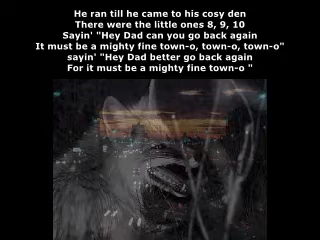 He ran till he came to his cosy den
There were the little ones 8, 9, 10
Sayin' "Hey Dad can you go back again
It must be a mighty fine town-o, town-o, town-o"
sayin' "Hey Dad better go back again
For it must be a mighty fine town-o "